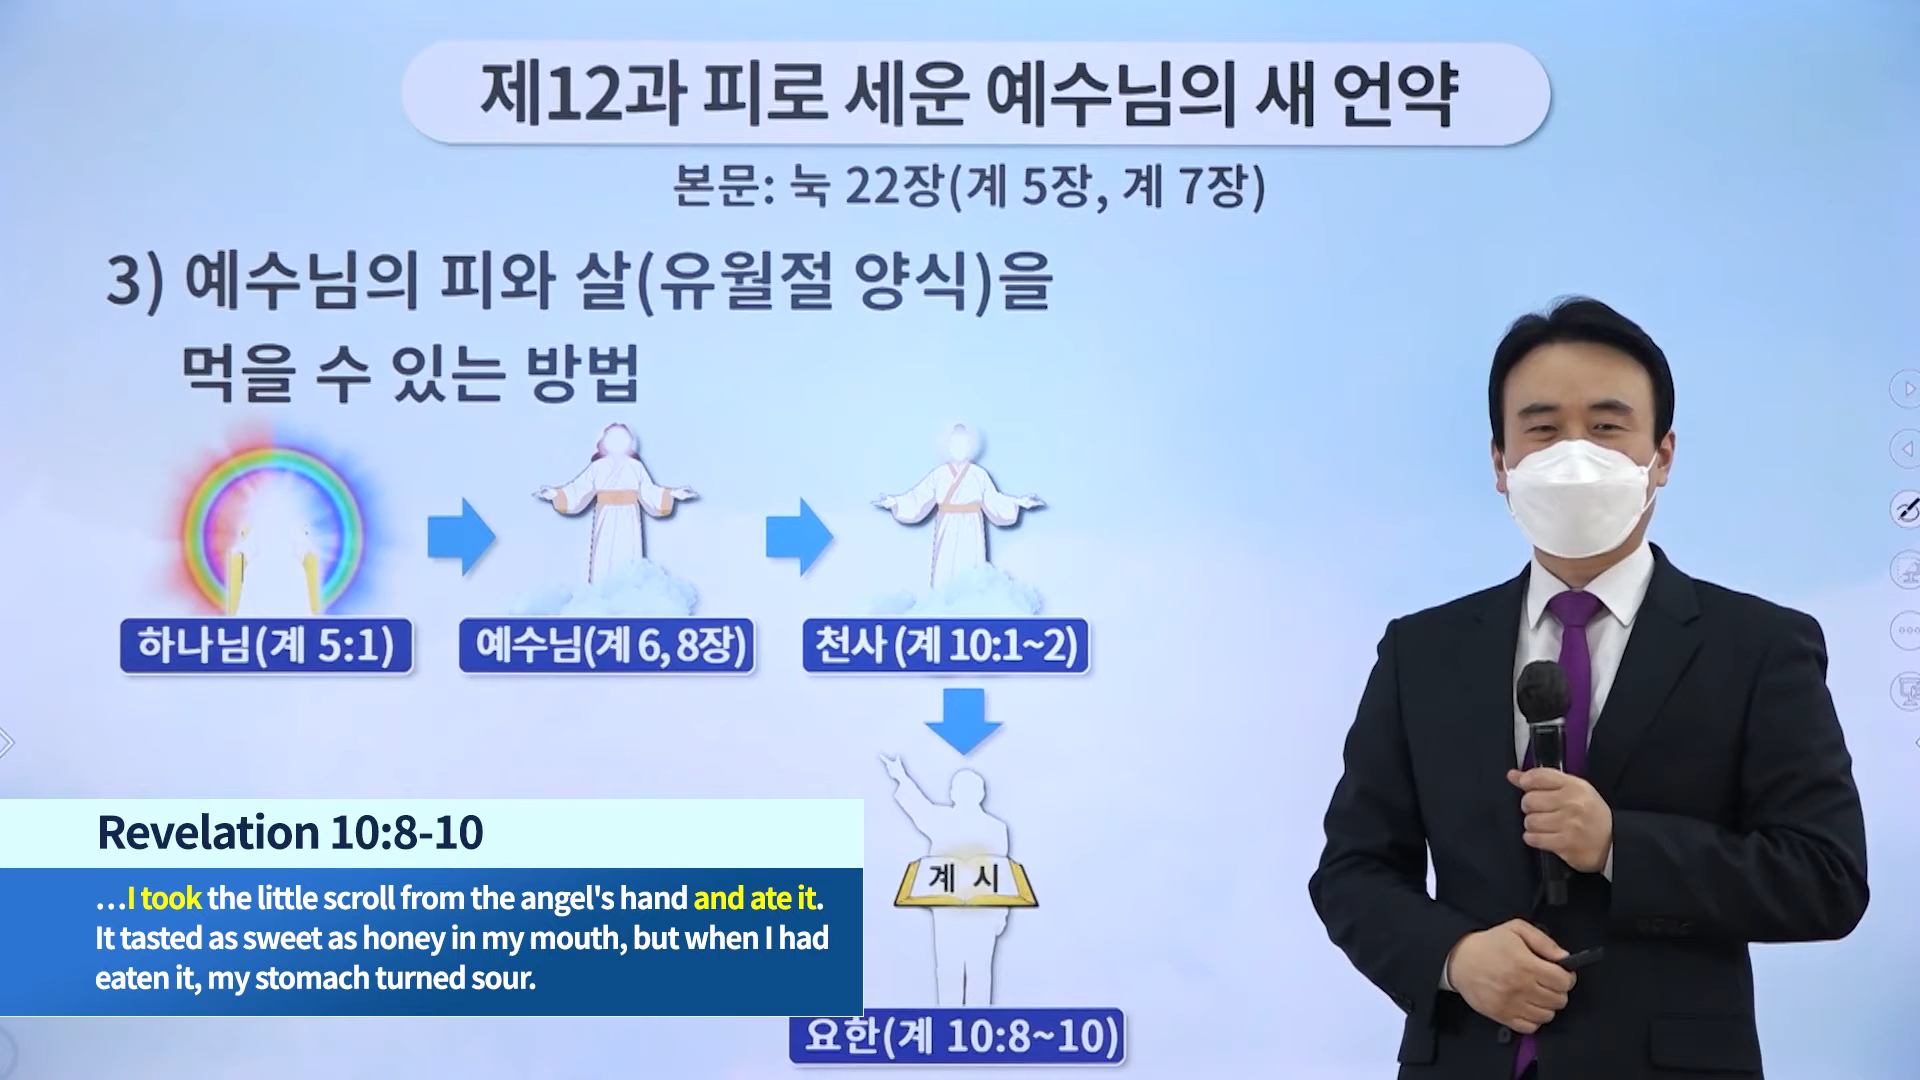 제12과 피로 세운 예수님의 새 언약
본문: 눅 22장(계 5장, 계 7장)
3) 예수님의 피와 살(유월절 양식)을
먹을 수 있는 방법
하나님(계 5:1)
예수님(계 6, 8장)
천사 (계 10:1~2)
계 시
요한(계 10:8~10)
Revelation 10:8-10
...I took the little scroll from the angel's hand and ate it.
It tasted as sweet as honey in my mouth, but when I had
eaten it, my stomach turned sour.